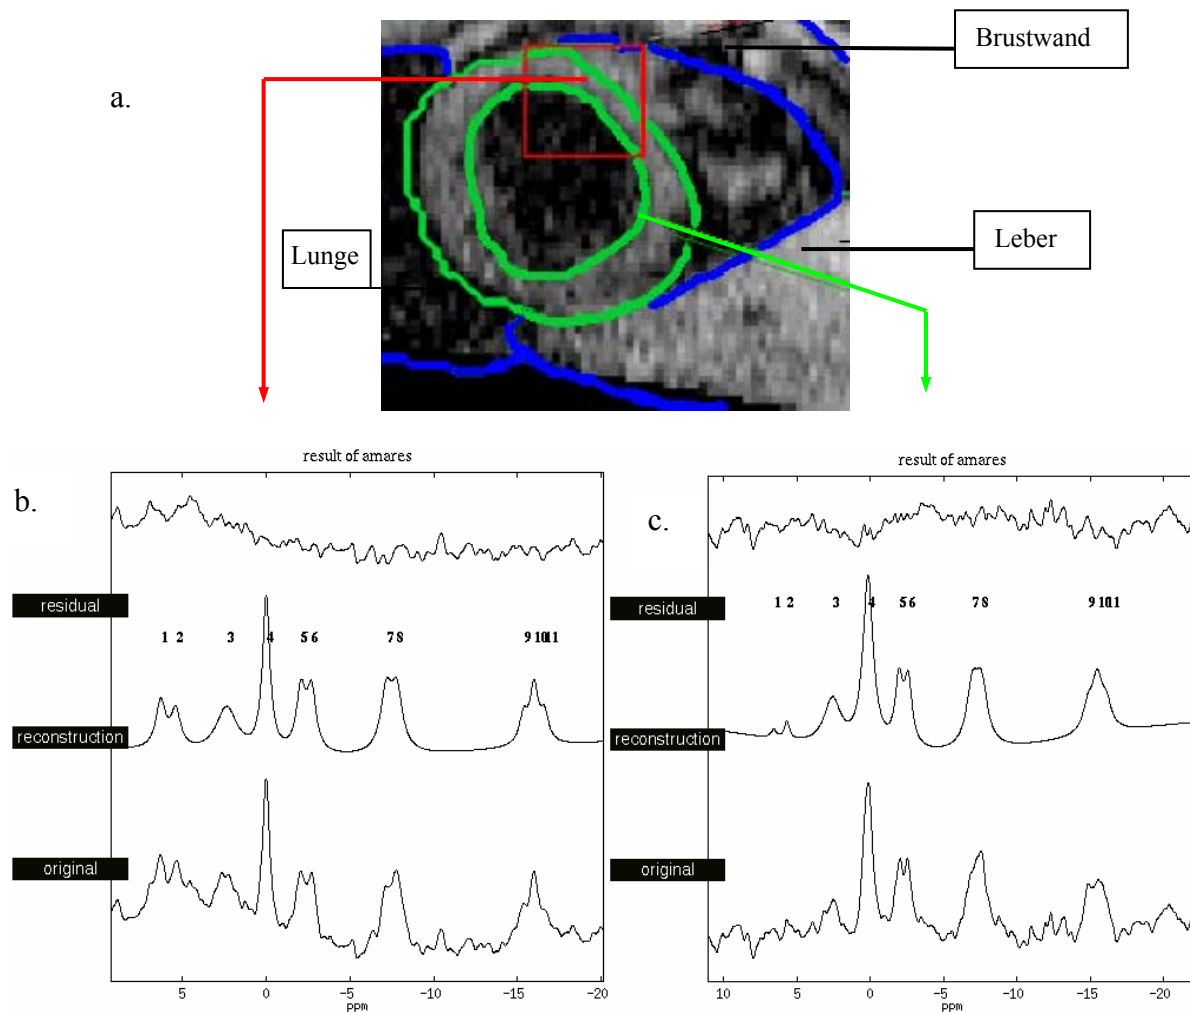 Brustwand
a.
Leber
Lunge
b.
result of amares
residual
1 2 3 4 5 6 7 8 9 10 11
reconstruction
original
5 0 -5 -10 -15 -20
ppm
c.
result of amares
residual
1 2 3 4 5 6 7 8 9 10 11
reconstruction
original
10 5 0 -5 -10 -15 -20
ppm